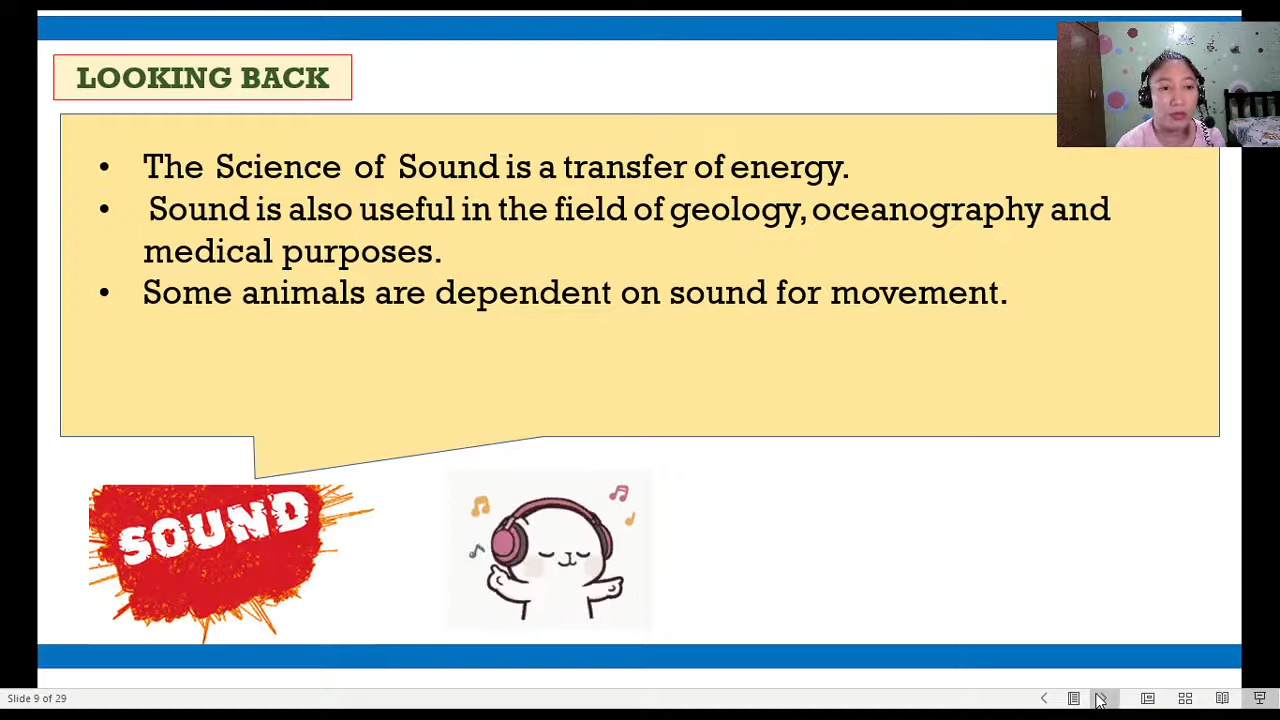 LOOKING BACK
• The Science of Sound is a transfer of energy.
• Sound is also useful in the field of geology, oceanography and
medical purposes.
• Some animals are dependent on sound for movement.
SOUND
Slide 9 of 29